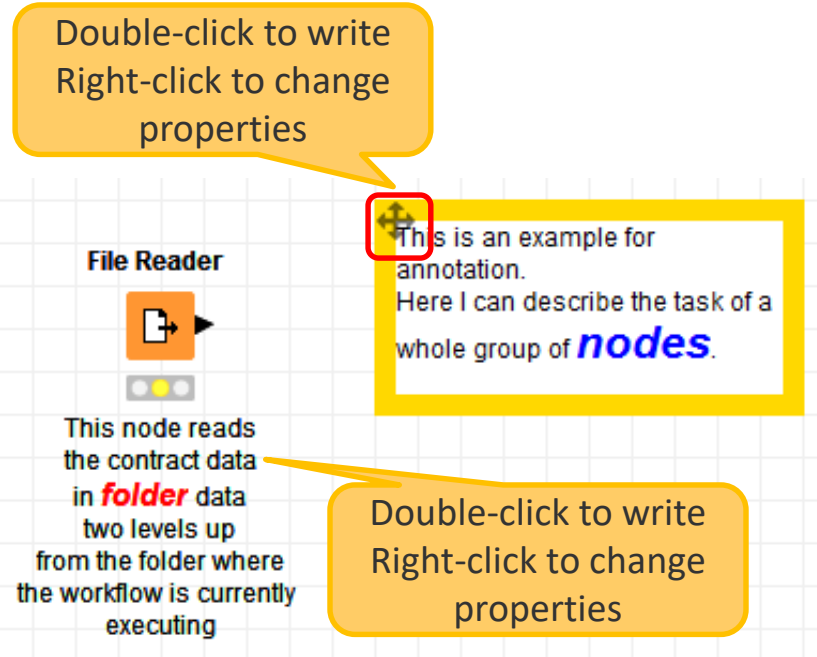 Double-click to write
Right-click to change
properties
File Reader
This is an example for
annotation.
Here I can describe the task of a
whole group of nodes.
This node reads
the contract data
in folder data
two levels up
from the folder where
the workflow is currently
executing
Double-click to write
Right-click to change
properties